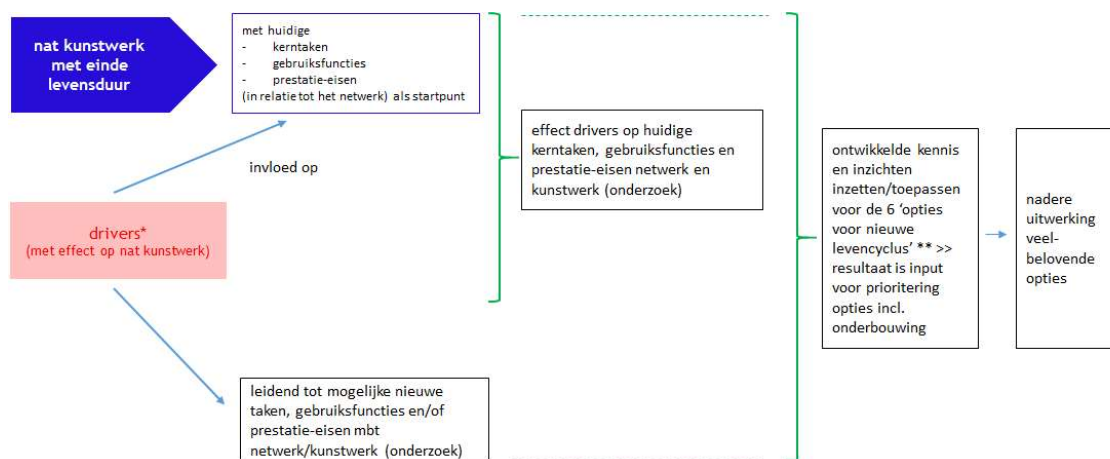 nat kunstwerk
met einde
levensduur
met huidige
- kerntaken
- gebruiksfuncties
- prestatie-eisen
(in relatie tot het netwerk) als startpunt
invloed op
drivers*
(met effect op nat kunstwerk)
effect drivers op huidige
kerntaken, gebruiksfuncties en
prestatie-eisen netwerk en
kunstwerk (onderzoek)
leidend tot mogelijke nieuwe
taken, gebruiksfuncties en/of
prestatie-eisen mbt
netwerk/kunstwerk (onderzoek)
ontwikkelde kennis
en inzichten
inzetten/toepassen
voor de 6 ‘opties
voor nieuwe
levencyclus’ ** >>
resultaat is input
voor prioritering
opties incl.
onderbouwing
nadere
uitwerking
veel-
belovende
opties